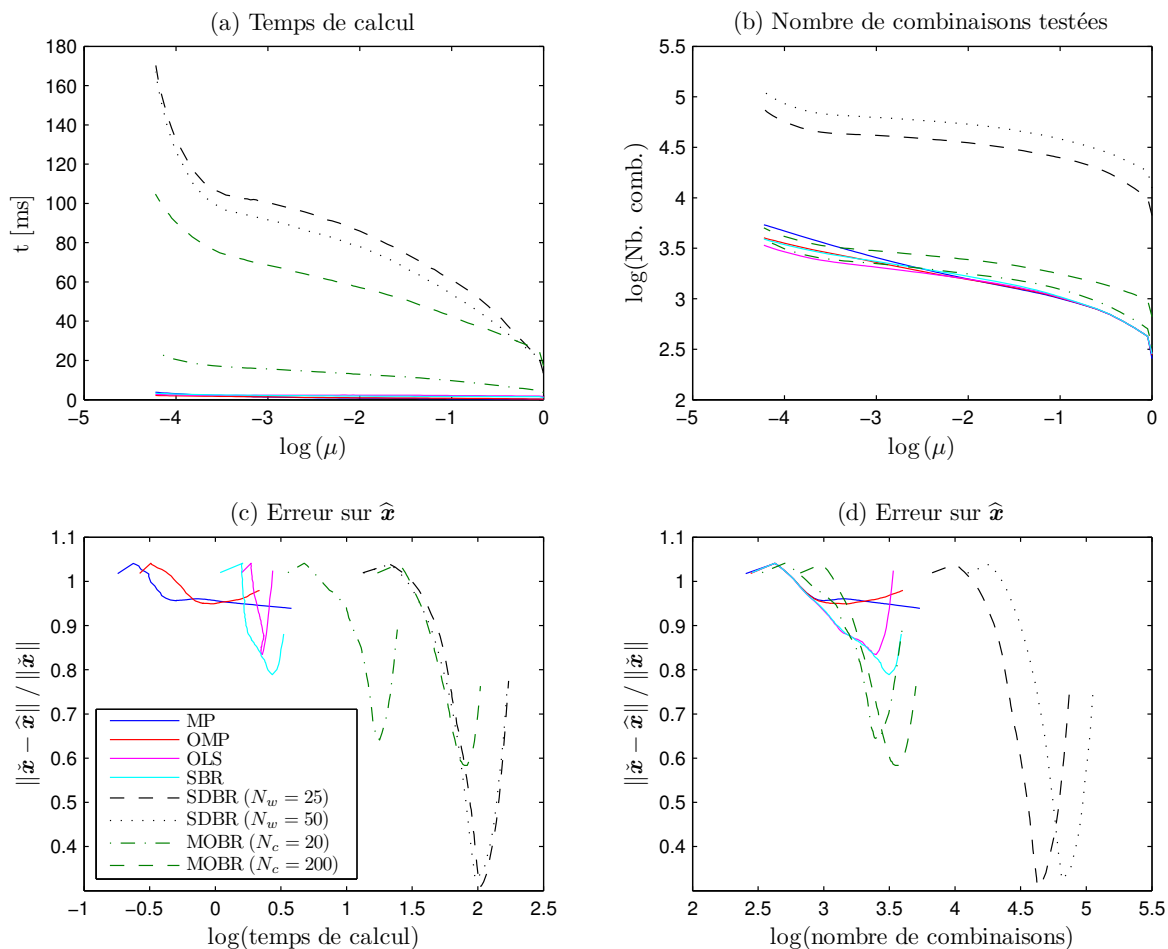 (a) Temps de calcul
180
160
140
120
100
80
60
40
20
0
t [ms]
−5 −4 −3 −2 −1 0
log (μ)
(b) Nombre de combinaisons testées
5.5
5
4.5
4
3.5
3
2.5
2
log(Nb. comb.)
−5 −4 −3 −2 −1 0
log (μ)
(c) Erreur sur x̂
1.1
1
0.9
0.8
0.7
0.6
0.5
0.4
‖x̌ − x̂‖ / ‖x̌‖
MP
OMP
OLS
SBR
SDBR (N_w = 25)
SDBR (N_w = 50)
MOBR (N_c = 20)
MOBR (N_c = 200)
−1 −0.5 0 0.5 1 1.5 2 2.5
log(temps de calcul)
(d) Erreur sur x̂
1.1
1
0.9
0.8
0.7
0.6
0.5
0.4
‖x̌ − x̂‖ / ‖x̌‖
2 2.5 3 3.5 4 4.5 5 5.5
log(nombre de combinaisons)